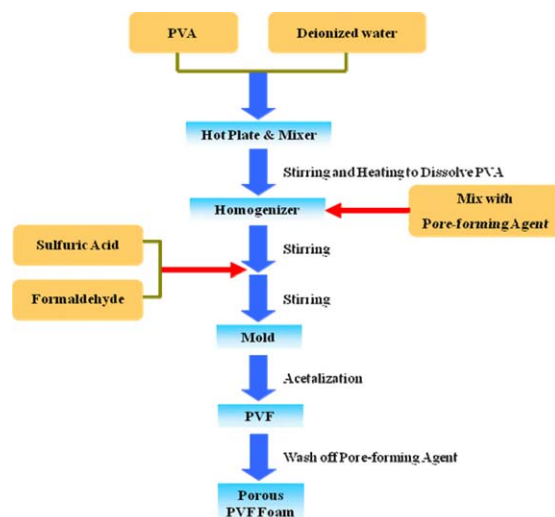 PVA
Deionized water
Hot Plate & Mixer
Stirring and Heating to Dissolve PVA
Homogenizer
Mix with
Pore-forming Agent
Stirring
Sulfuric Acid
Formaldehyde
Stirring
Mold
Acetalization
PVF
Wash off Pore-forming Agent
Porous
PVF Foam